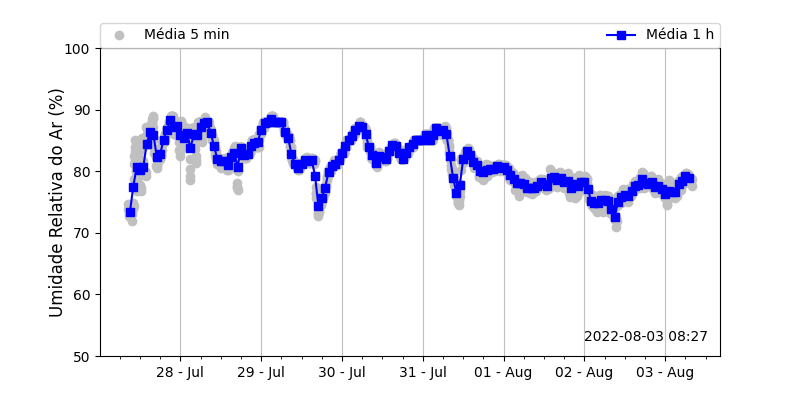 Média 5 min
Média 1 h
Umidade Relativa do Ar (%)
100
90
80
70
60
50
2022-08-03 08:27
28 - Jul
29 - Jul
30 - Jul
31 - Jul
01 - Aug
02 - Aug
03 - Aug